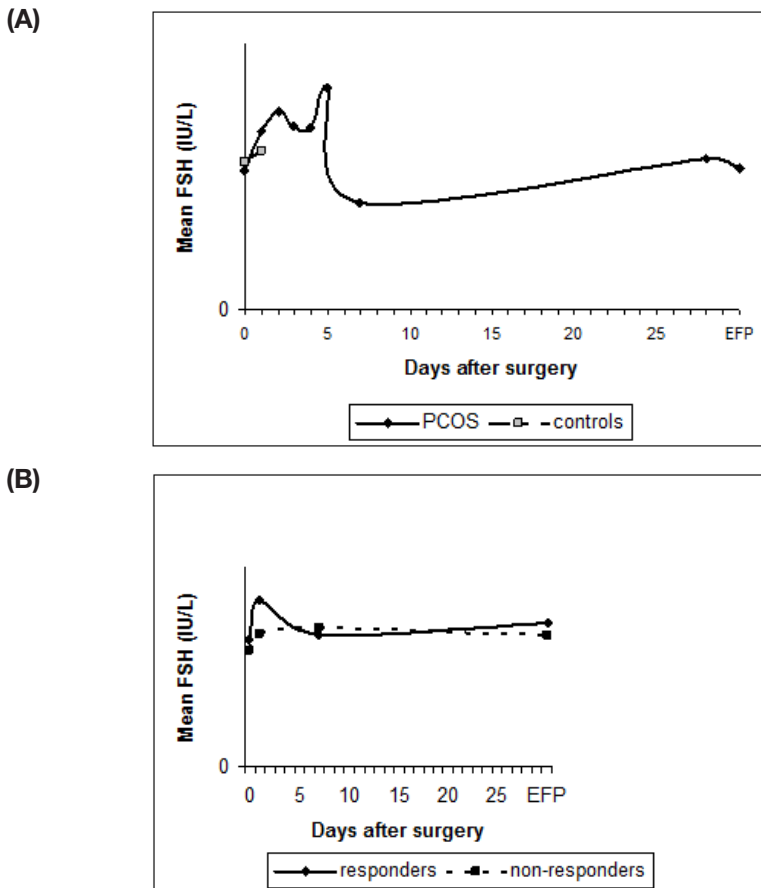 (A)
Mean FSH (IU/L)
0
0 5 10 15 20 25 EFP
Days after surgery
PCOS controls
(B)
Mean FSH (IU/L)
0
0 5 10 15 20 25 EFP
Days after surgery
responders non-responders